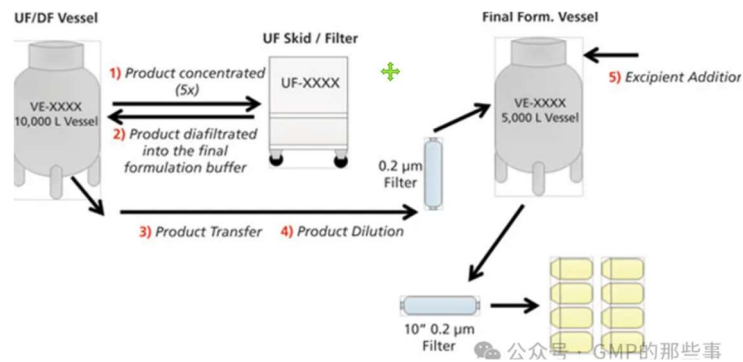 UF/DF Vessel
UF Skid / Filter
Final Form. Vessel
1) Product concentrated
(5x)
UF-XXXX
5) Excipient Addition
VE-XXXX
10,000 L Vessel
VE-XXXX
5,000 L Vessel
2) Product diafiltrated
into the final
formulation buffer
0.2 µm
Filter
3) Product Transfer
4) Product Dilution
10" 0.2 µm
Filter
公众号 · GMP的那些事